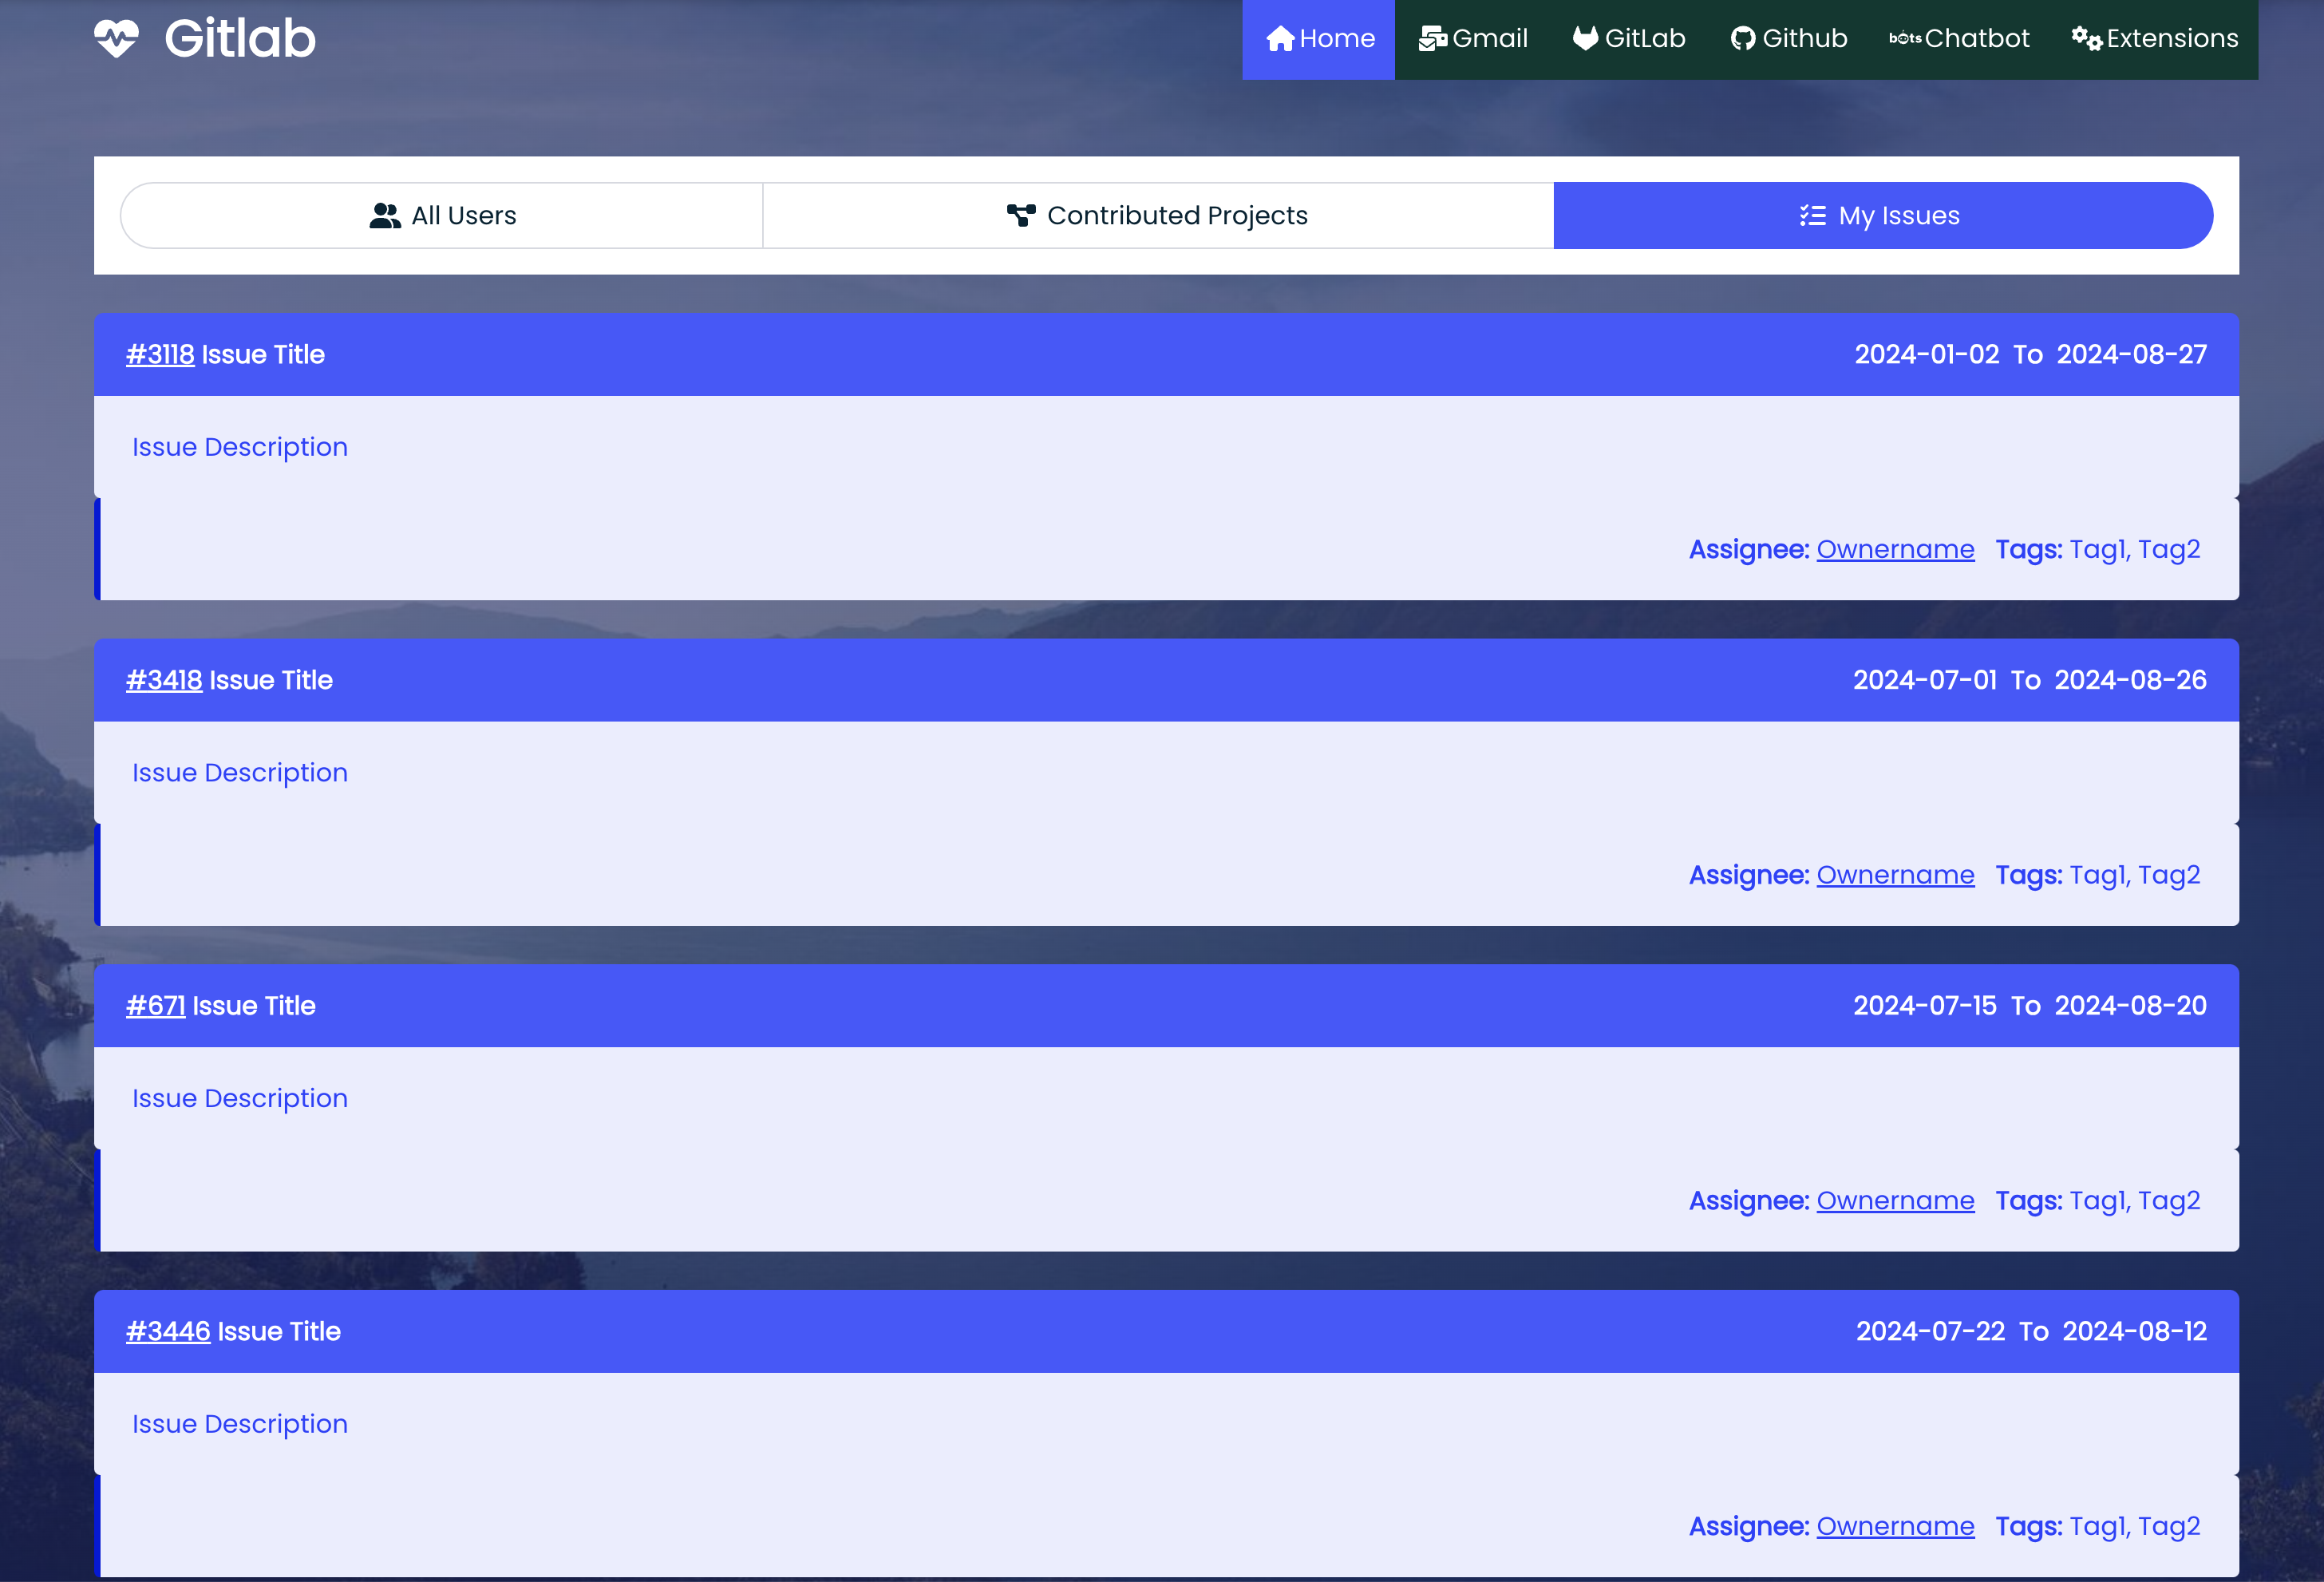 Gitlab
Home Gmail GitLab Github bots Chatbot Extensions
All Users Contributed Projects My Issues
#3118 Issue Title 2024-01-02 To 2024-08-27
Issue Description
Assignee: Ownername Tags: Tag1, Tag2
#3418 Issue Title 2024-07-01 To 2024-08-26
Issue Description
Assignee: Ownername Tags: Tag1, Tag2
#671 Issue Title 2024-07-15 To 2024-08-20
Issue Description
Assignee: Ownername Tags: Tag1, Tag2
#3446 Issue Title 2024-07-22 To 2024-08-12
Issue Description
Assignee: Ownername Tags: Tag1, Tag2